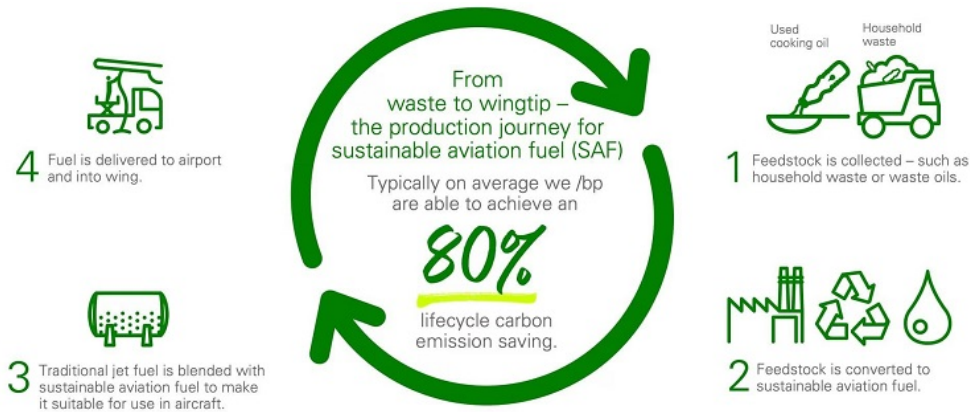 From
waste to wingtip –
the production journey for
sustainable aviation fuel (SAF)
Typically on average we /bp
are able to achieve an
80%
lifecycle carbon
emission saving.
Used
cooking oil
Household
waste
1 Feedstock is collected – such as
household waste or waste oils.
2 Feedstock is converted to
sustainable aviation fuel.
3 Traditional jet fuel is blended with
sustainable aviation fuel to make
it suitable for use in aircraft.
4 Fuel is delivered to airport
and into wing.